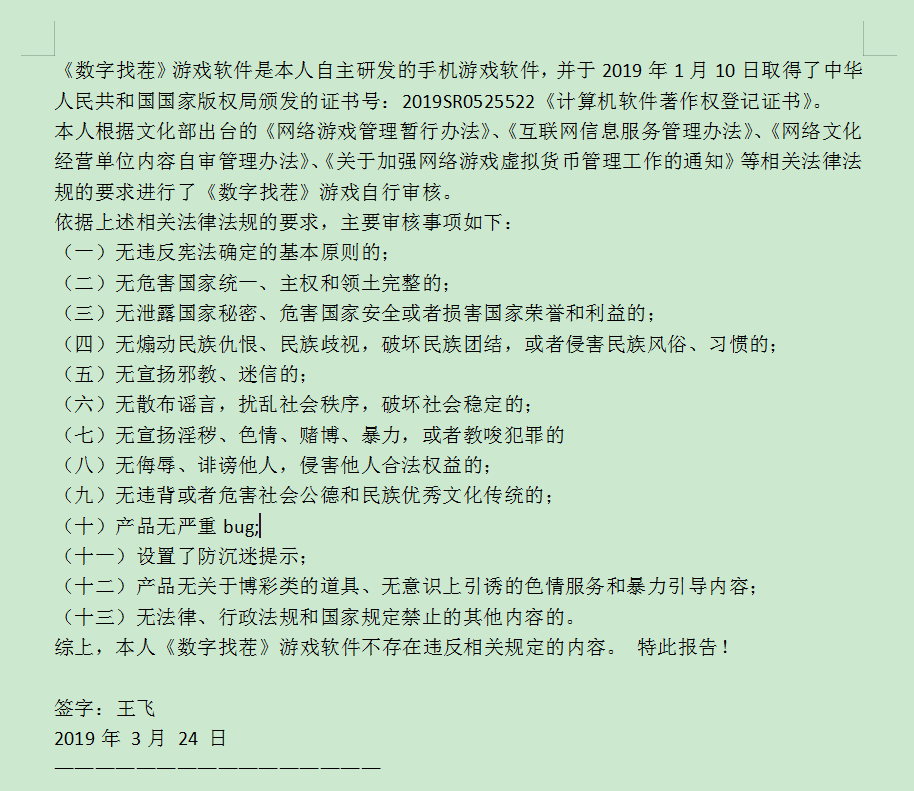 《数字找茬》游戏软件是本人自主研发的手机游戏软件，并于 2019 年 1 月 10 日取得了中华
人民共和国国家版权局颁发的证书号：2019SR0525522《计算机软件著作权登记证书》。
本人根据文化部出台的《网络游戏管理暂行办法》、《互联网信息服务管理办法》、《网络文化
经营单位内容自审管理办法》、《关于加强网络游戏虚拟货币管理工作的通知》等相关法律法
规的要求进行了《数字找茬》游戏自行审核。
依据上述相关法律法规的要求，主要审核事项如下：
（一）无违反宪法确定的基本原则的；
（二）无危害国家统一、主权和领土完整的；
（三）无泄露国家秘密、危害国家安全或者损害国家荣誉和利益的；
（四）无煽动民族仇恨、民族歧视，破坏民族团结，或者侵害民族风俗、习惯的；
（五）无宣扬邪教、迷信的；
（六）无散布谣言，扰乱社会秩序，破坏社会稳定的；
（七）无宣扬淫秽、色情、赌博、暴力，或者教唆犯罪的
（八）无侮辱、诽谤他人，侵害他人合法权益的；
（九）无违背或者危害社会公德和民族优秀文化传统的；
（十）产品无严重 bug;
（十一）设置了防沉迷提示；
（十二）产品无关于博彩类的道具、无意识上引诱的色情服务和暴力引导内容；
（十三）无法律、行政法规和国家规定禁止的其他内容的。
综上，本人《数字找茬》游戏软件不存在违反相关规定的内容。 特此报告！
签字：王飞
2019 年 3 月 24 日
————————————————